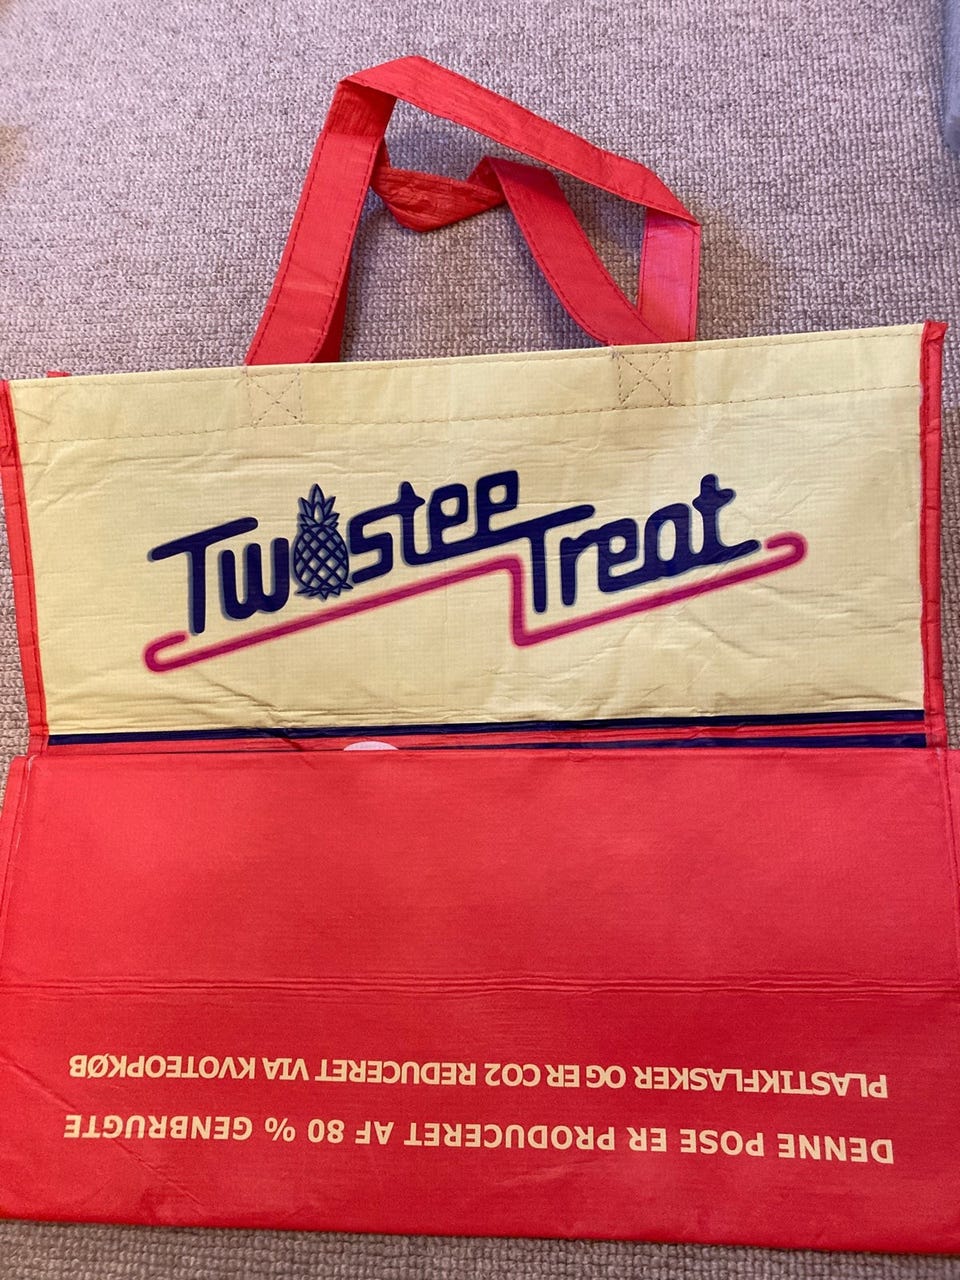 Twistee Treat
DENNE POSE ER PRODUCERET AF 80 % GENBRUGTE
PLASTIKFLASKER OG ER CO2 REDUCERET VIA KVOTEOPKØB